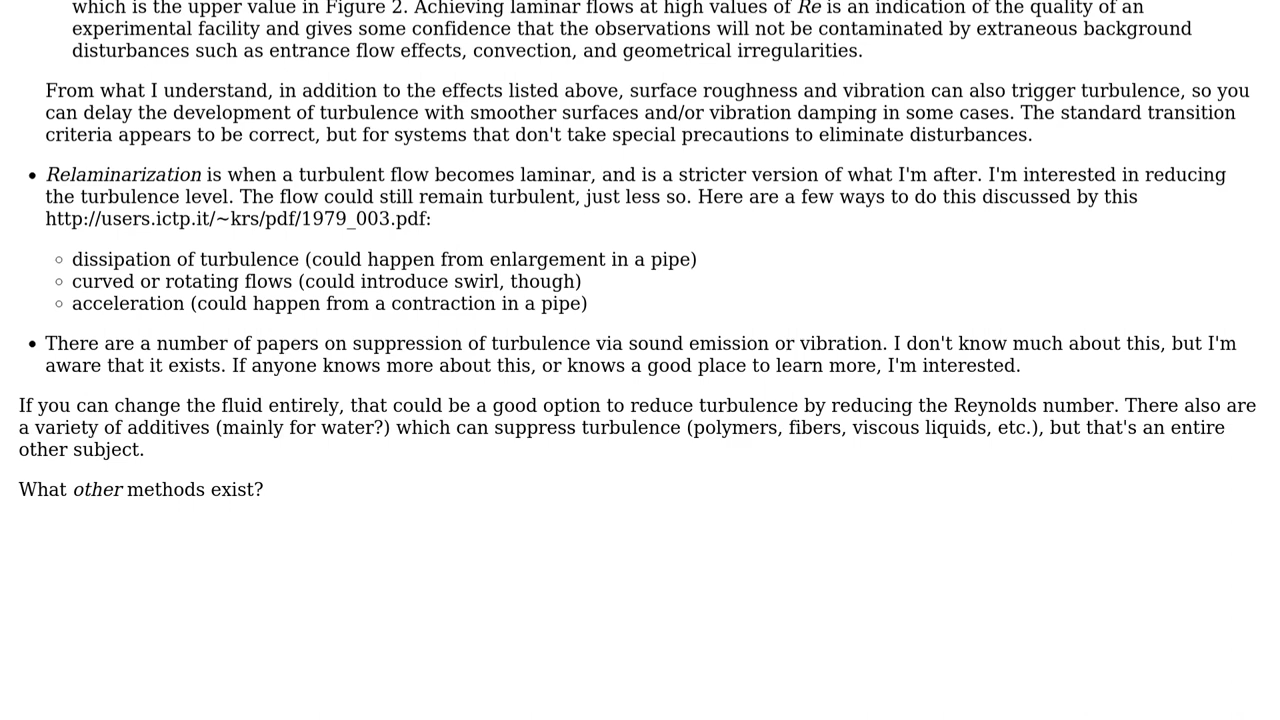 which is the upper value in Figure 2. Achieving laminar flows at high values of Re is an indication of the quality of an
experimental facility and gives some confidence that the observations will not be contaminated by extraneous background
disturbances such as entrance flow effects, convection, and geometrical irregularities.
From what I understand, in addition to the effects listed above, surface roughness and vibration can also trigger turbulence, so you
can delay the development of turbulence with smoother surfaces and/or vibration damping in some cases. The standard transition
criteria appears to be correct, but for systems that don't take special precautions to eliminate disturbances.
• Relaminarization is when a turbulent flow becomes laminar, and is a stricter version of what I'm after. I'm interested in reducing
the turbulence level. The flow could still remain turbulent, just less so. Here are a few ways to do this discussed by this
http://users.ictp.it/~krs/pdf/1979_003.pdf:
◦ dissipation of turbulence (could happen from enlargement in a pipe)
◦ curved or rotating flows (could introduce swirl, though)
◦ acceleration (could happen from a contraction in a pipe)
• There are a number of papers on suppression of turbulence via sound emission or vibration. I don't know much about this, but I'm
aware that it exists. If anyone knows more about this, or knows a good place to learn more, I'm interested.
If you can change the fluid entirely, that could be a good option to reduce turbulence by reducing the Reynolds number. There also are
a variety of additives (mainly for water?) which can suppress turbulence (polymers, fibers, viscous liquids, etc.), but that's an entire
other subject.
What other methods exist?